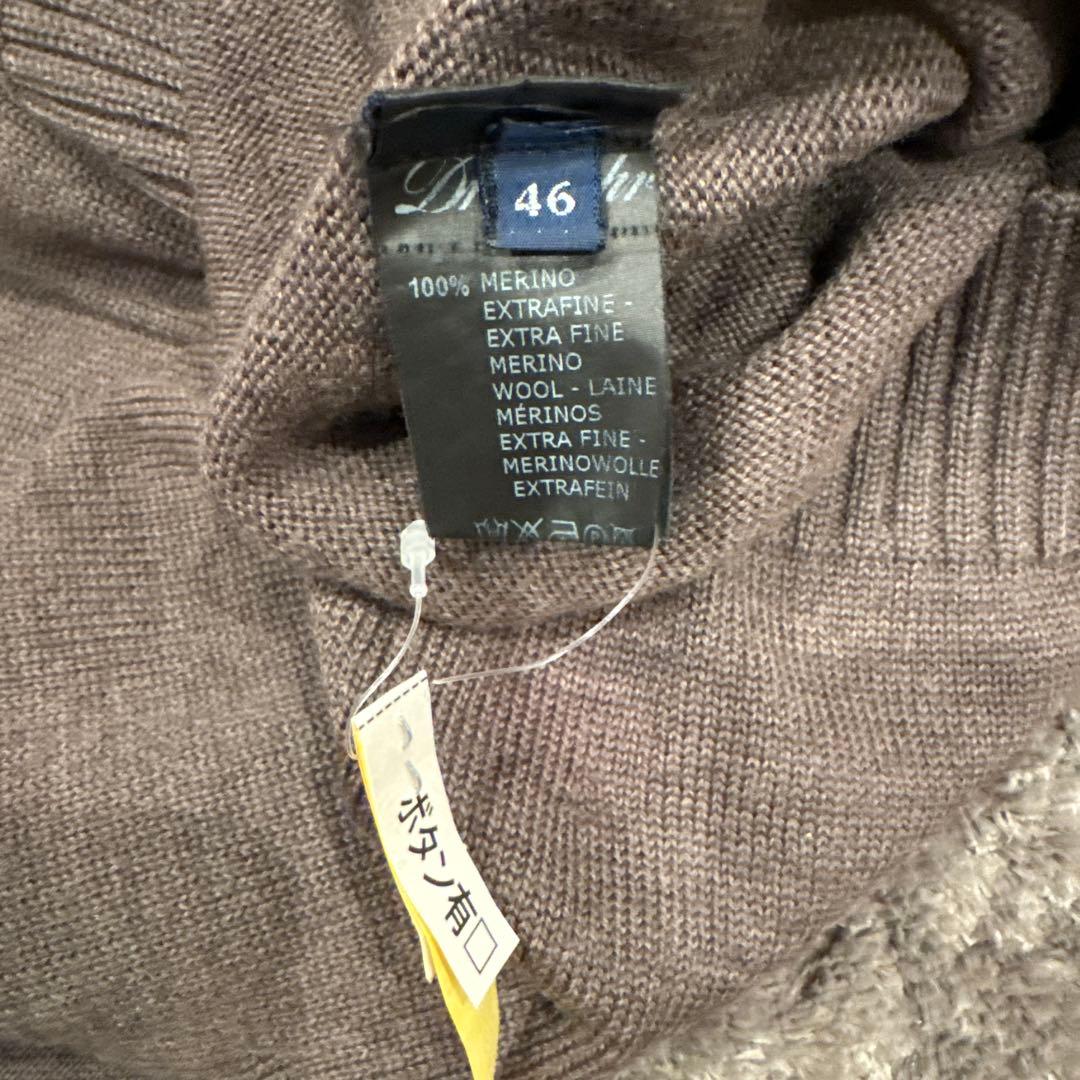 46
100% MERINO
EXTRAFINE -
EXTRA FINE
MERINO
WOOL - LAINE
MÉRINOS
EXTRA FINE -
MERINOWOLLE
EXTRAFEIN
ボタン有□